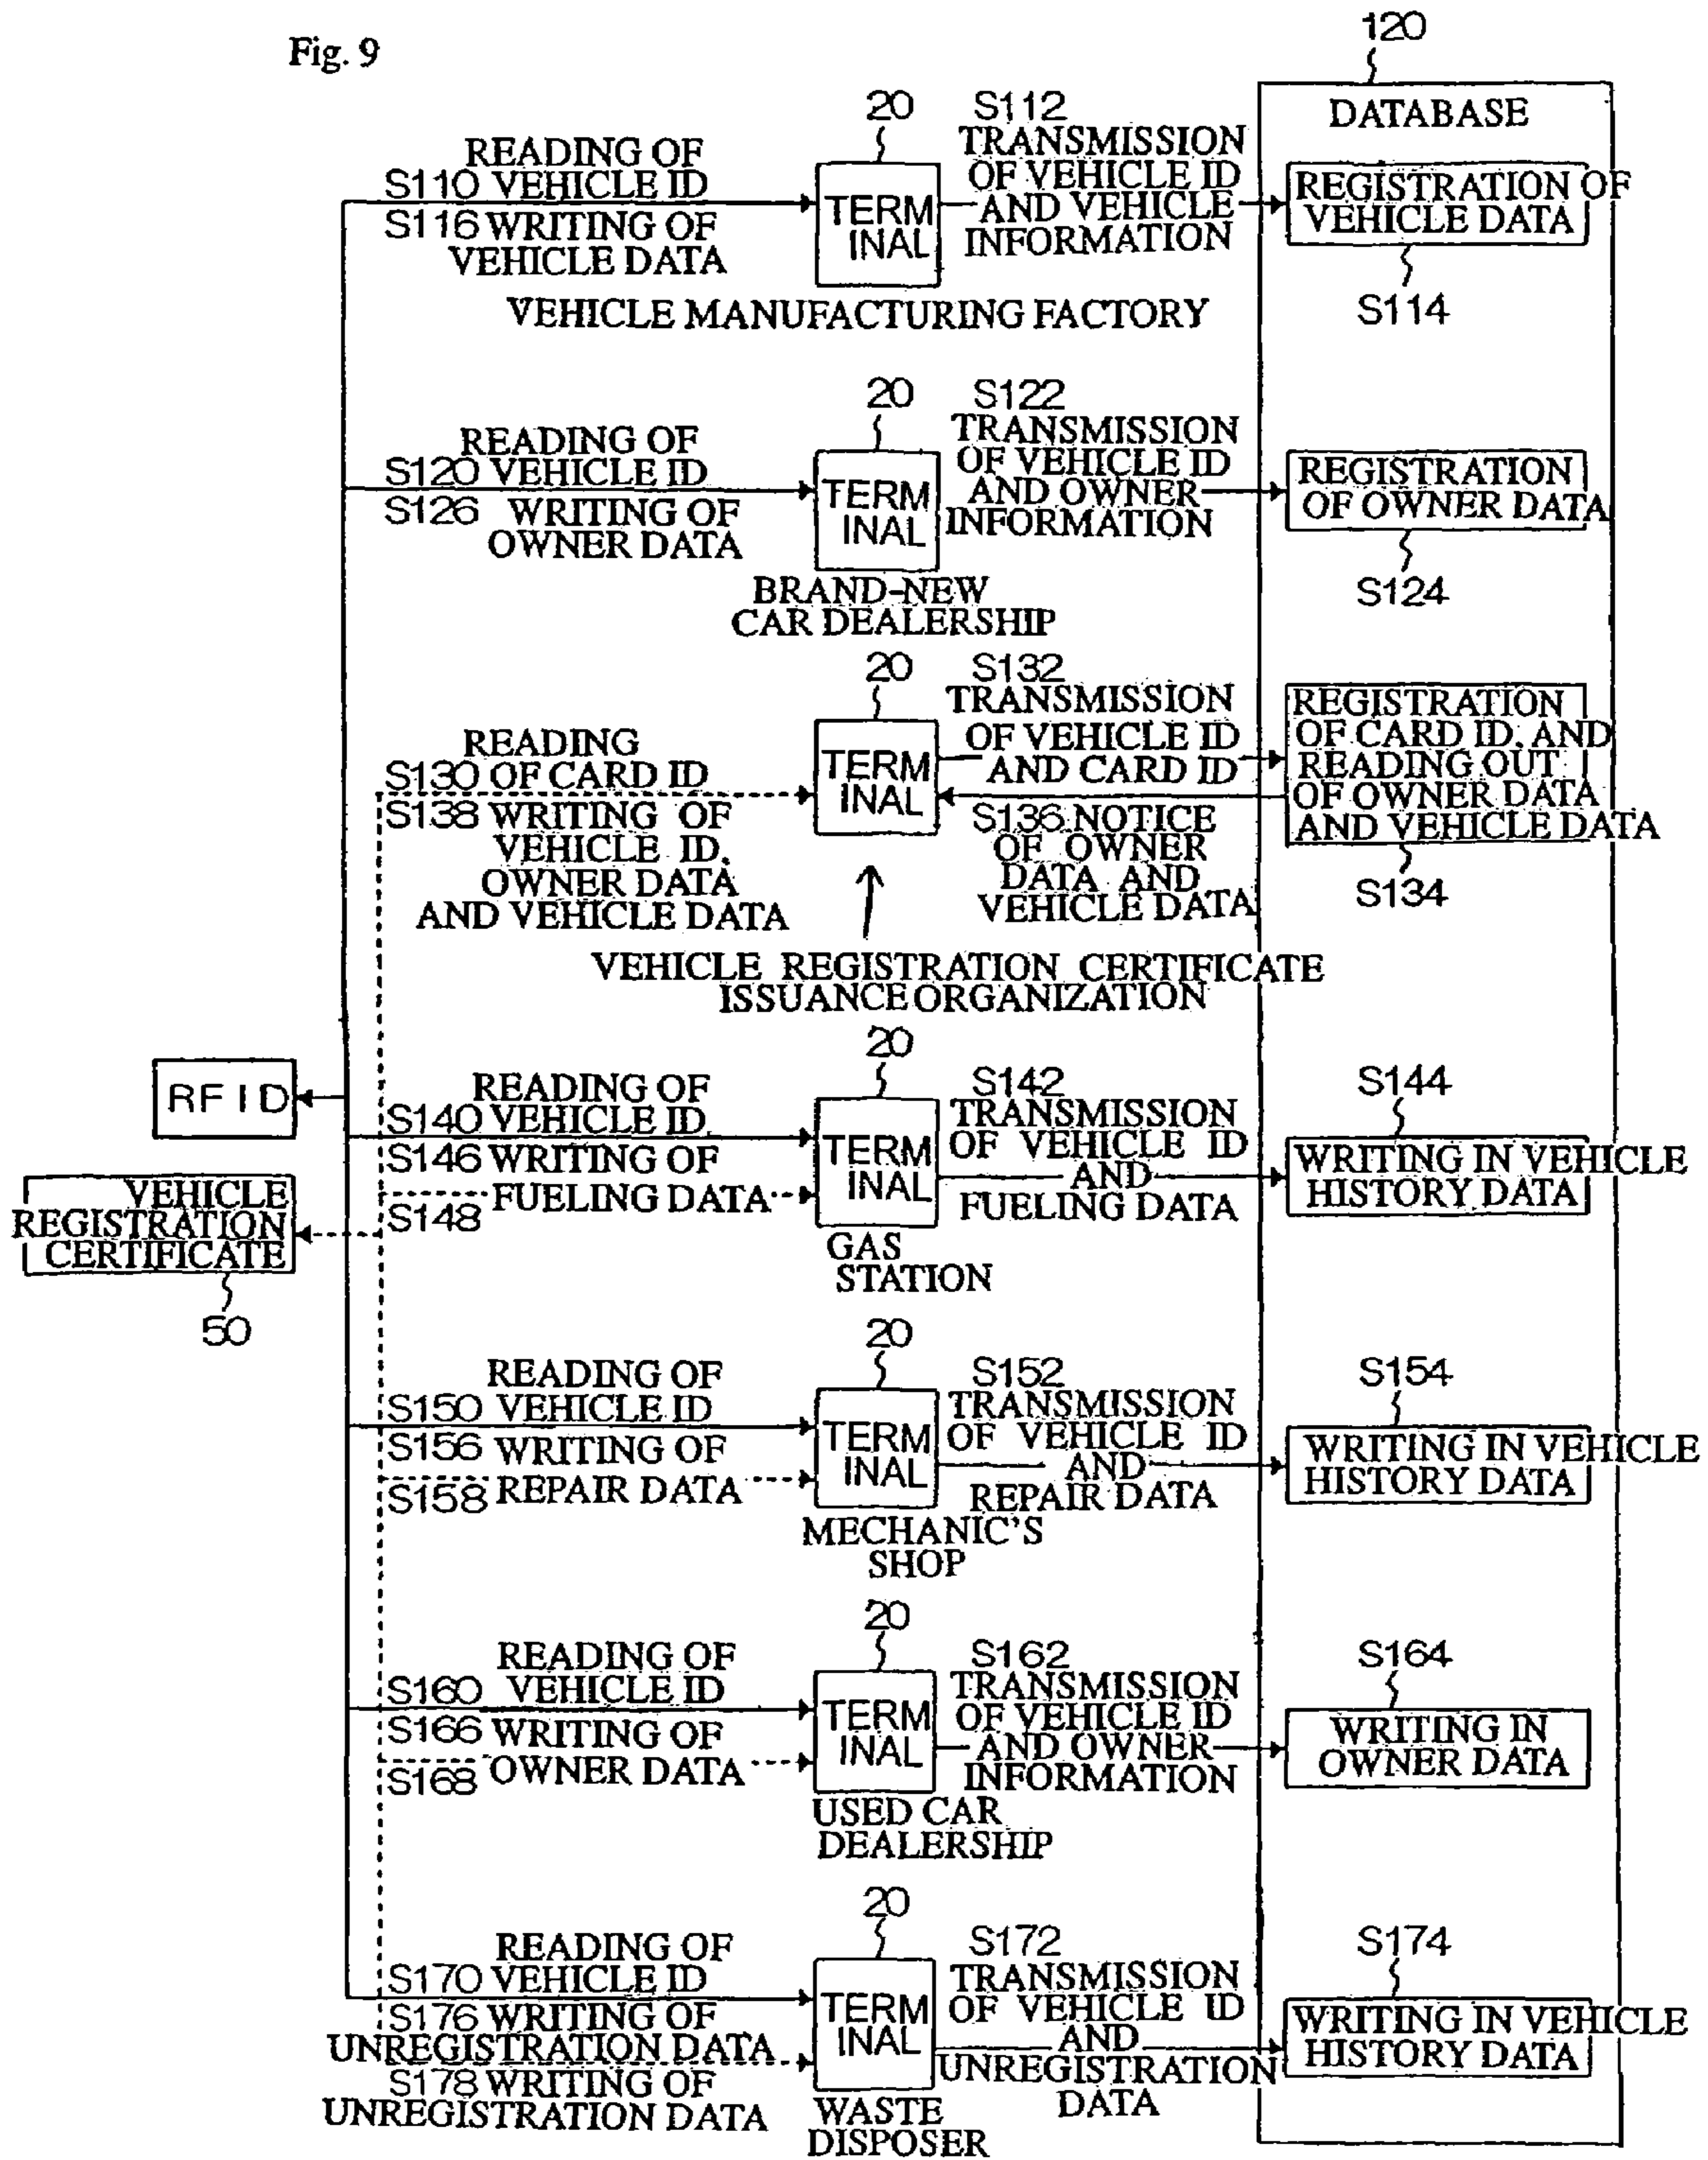 Fig. 9
120
DATABASE
20
S112
TRANSMISSION
OF VEHICLE ID
AND VEHICLE
INFORMATION
READING OF
S110 VEHICLE ID
S116 WRITING OF
VEHICLE DATA
TERM
INAL
REGISTRATION OF
VEHICLE DATA
S114
VEHICLE MANUFACTURING FACTORY
20
S122
TRANSMISSION
OF VEHICLE ID
AND OWNER
INFORMATION
READING OF
S120 VEHICLE ID
S126 WRITING OF
OWNER DATA
TERM
INAL
REGISTRATION
OF OWNER DATA
S124
BRAND-NEW
CAR DEALERSHIP
20
S132
TRANSMISSION
OF VEHICLE ID
AND CARD ID
READING
S130 OF CARD ID
S138 WRITING OF
VEHICLE ID,
OWNER DATA
AND VEHICLE DATA
TERM
INAL
S136 NOTICE
OF OWNER
DATA AND
VEHICLE DATA
REGISTRATION
OF CARD ID, AND
READING OUT
OF OWNER DATA
AND VEHICLE DATA
S134
VEHICLE REGISTRATION CERTIFICATE
ISSUANCE ORGANIZATION
RFID
VEHICLE
REGISTRATION
CERTIFICATE
50
20
S142
TRANSMISSION
OF VEHICLE ID
AND
FUELING DATA
READING OF
S140 VEHICLE ID
S146 WRITING OF
FUELING DATA
S148
TERM
INAL
S144
WRITING IN VEHICLE
HISTORY DATA
GAS
STATION
20
S152
TRANSMISSION
OF VEHICLE ID
AND
REPAIR DATA
READING OF
S150 VEHICLE ID
S156 WRITING OF
REPAIR DATA
S158
TERM
INAL
S154
WRITING IN VEHICLE
HISTORY DATA
MECHANIC'S
SHOP
20
S162
TRANSMISSION
OF VEHICLE ID
AND OWNER
INFORMATION
READING OF
S160 VEHICLE ID
S166 WRITING OF
OWNER DATA
S168
TERM
INAL
S164
WRITING IN
OWNER DATA
USED CAR
DEALERSHIP
20
S172
TRANSMISSION
OF VEHICLE ID
AND
UNREGISTRATION
DATA
READING OF
S170 VEHICLE ID
S176 WRITING OF
UNREGISTRATION DATA
S178 WRITING OF
UNREGISTRATION DATA
TERM
INAL
S174
WRITING IN VEHICLE
HISTORY DATA
WASTE
DISPOSER